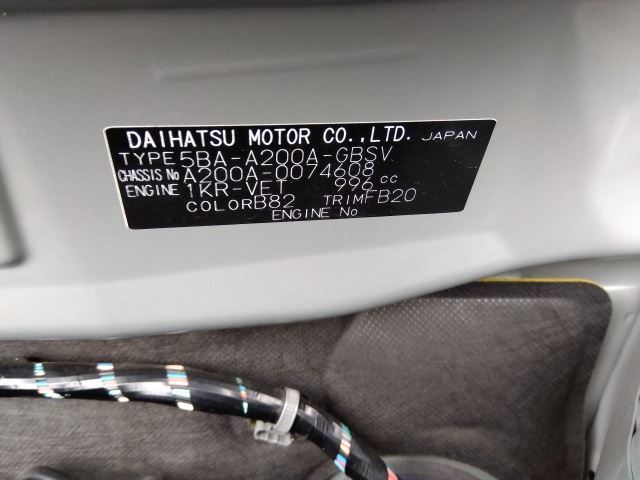 DAIHATSU MOTOR CO.,LTD. JAPAN
TYPE 5BA-A200A-GBSV
CHASSIS No A200A-0074608
ENGINE 1KR-VET 996 cc
COLOR B82 TRIM FB20
ENGINE No